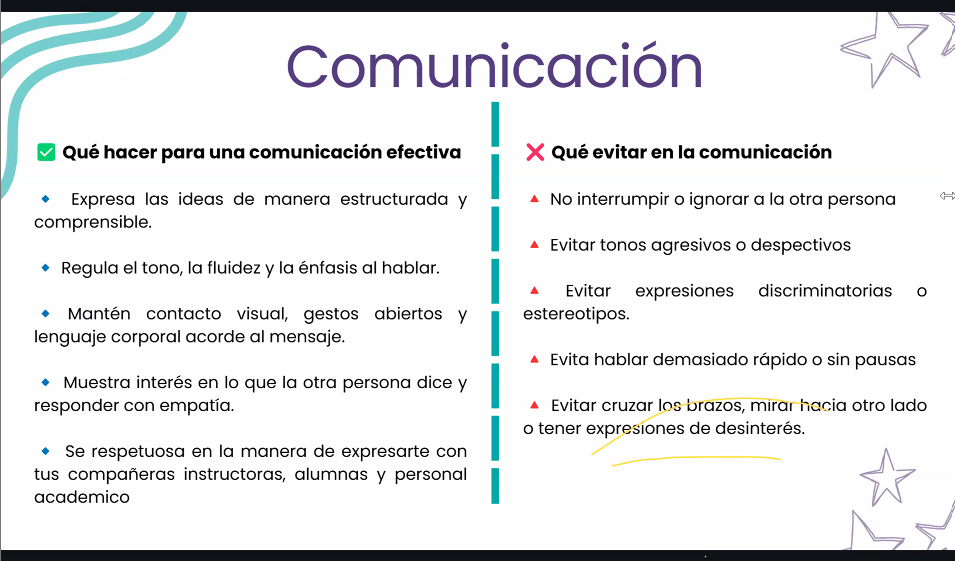 Comunicación
✅ Qué hacer para una comunicación efectiva
🔹 Expresa las ideas de manera estructurada y
comprensible.
🔹 Regula el tono, la fluidez y la énfasis al hablar.
🔹 Mantén contacto visual, gestos abiertos y
lenguaje corporal acorde al mensaje.
🔹 Muestra interés en lo que la otra persona dice y
responder con empatía.
🔹 Se respetuosa en la manera de expresarte con
tus compañeras instructoras, alumnas y personal
academico
❌ Qué evitar en la comunicación
🔺 No interrumpir o ignorar a la otra persona
🔺 Evitar tonos agresivos o despectivos
🔺 Evitar expresiones discriminatorias o
estereotipos.
🔺 Evita hablar demasiado rápido o sin pausas
🔺 Evitar cruzar los brazos, mirar hacia otro lado
o tener expresiones de desinterés.